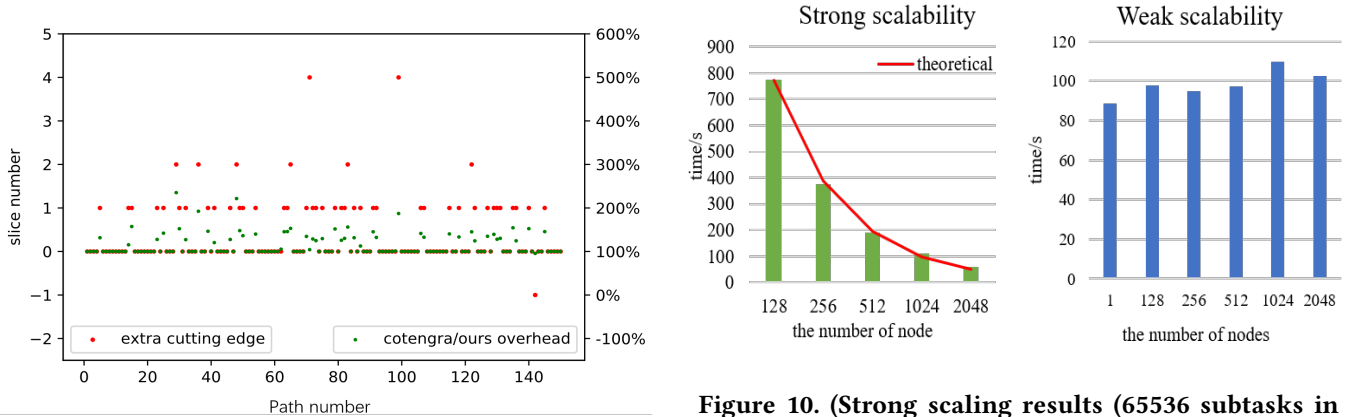 5
4
3
2
1
0
−1
−2
slice number
600%
500%
400%
300%
200%
100%
0%
-100%
extra cutting edge
cotengra/ours overhead
0 20 40 60 80 100 120 140
Path number
Strong scalability
900
800
700
600
500
400
300
200
100
0
time/s
theoretical
128 256 512 1024 2048
the number of node
Weak scalability
120
100
80
60
40
20
0
time/s
1 128 256 512 1024 2048
the number of nodes
Figure 10. (Strong scaling results (65536 subtasks in